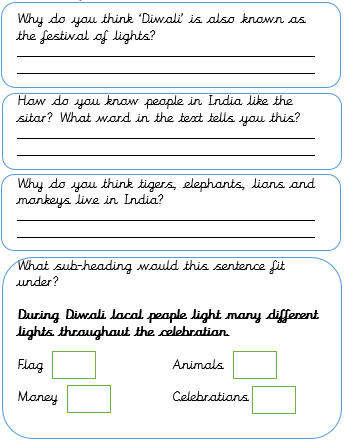 Why do you think 'Diwali' is also known as
the festival of lights?
How do you know people in India like the
sitar? What word in the text tells you this?
Why do you think tigers, elephants, lions and
monkeys live in India?
What sub-heading would this sentence fit
under?
During Diwali local people light many different
lights throughout the celebration.
Flag
Animals
Money
Celebrations